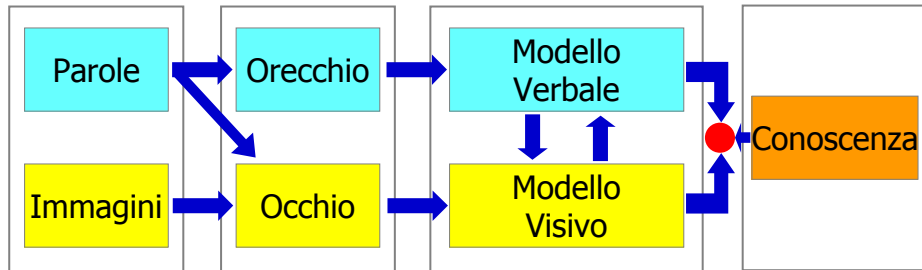 Parole
Orecchio
Modello
Verbale
Conoscenza
Immagini
Occhio
Modello
Visivo